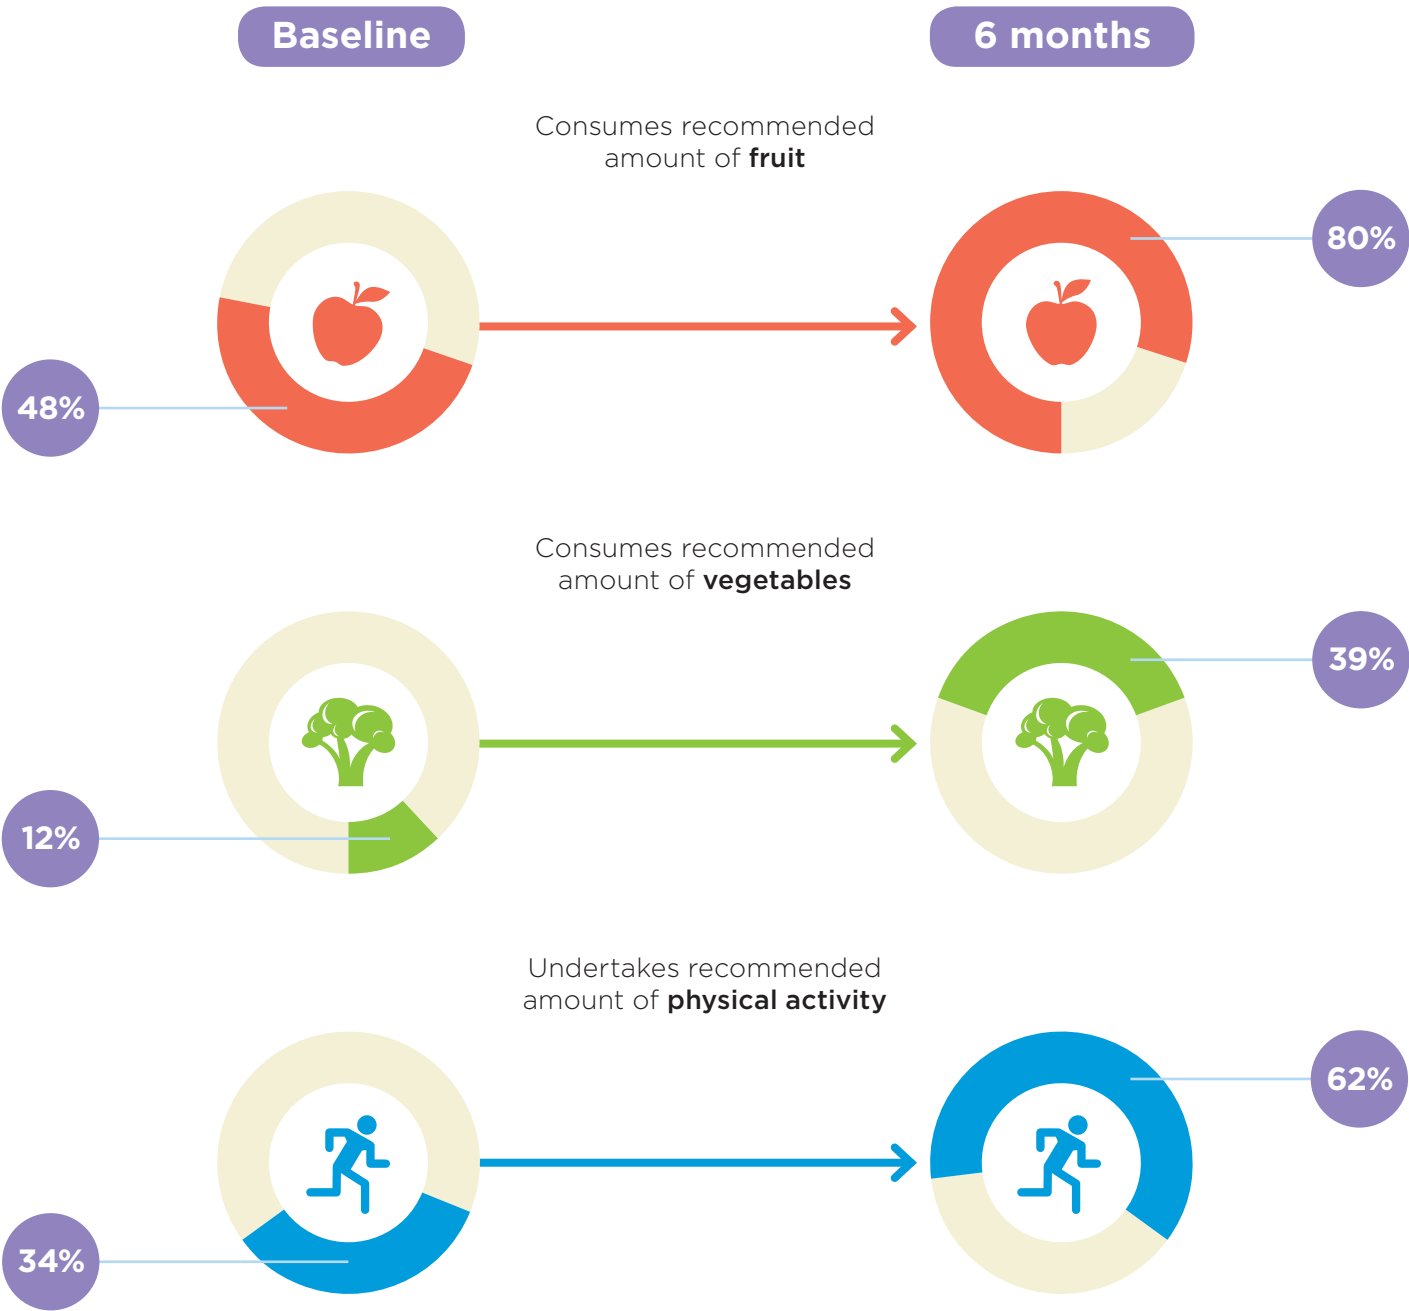 Baseline
6 months
Consumes recommended
amount of fruit
80%
48%
Consumes recommended
amount of vegetables
39%
12%
Undertakes recommended
amount of physical activity
62%
34%